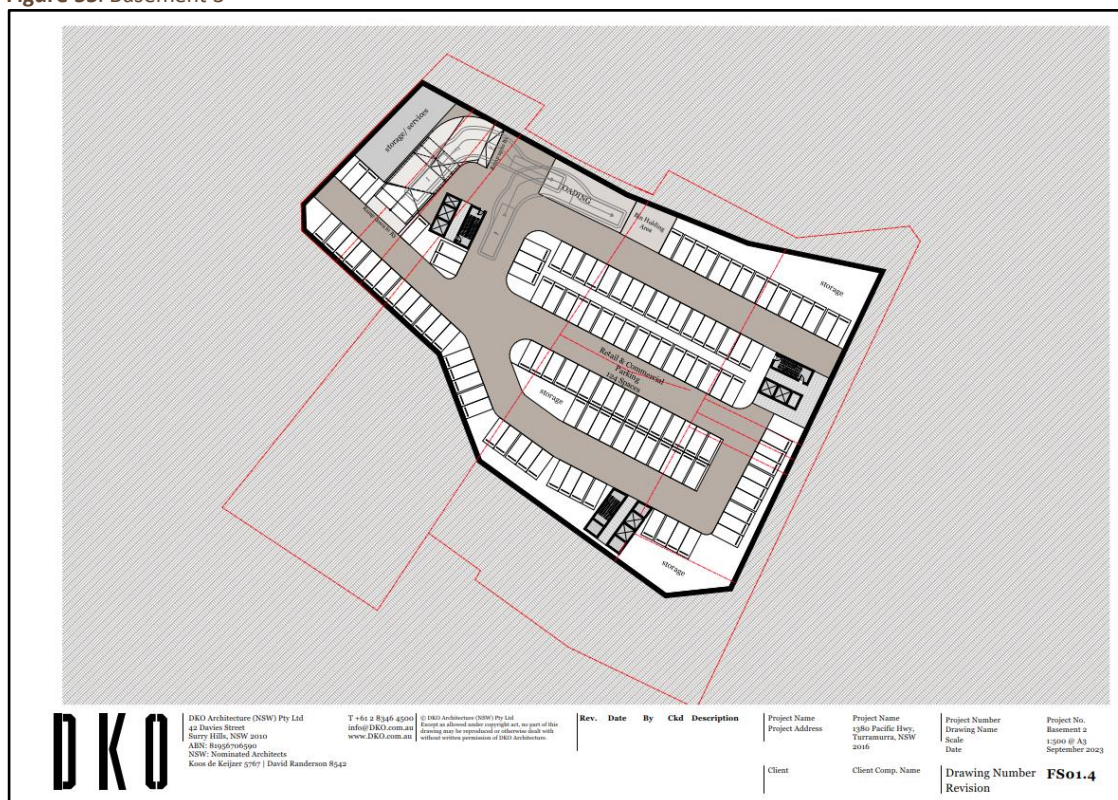 Figure 33: Basement 3
storage/ services
LOADING
Bin Holding
Area
storage
Retail & Commercial
Parking
124 Spaces
storage
storage
DKO
DKO Architecture (NSW) Pty Ltd
42 Davies Street
Surry Hills, NSW 2010
ABN: 81956706590
NSW: Nominated Architects
Koos de Keijzer 5767 | David Randerson 8542
T +61 2 8346 4500
info@DKO.com.au
www.DKO.com.au
© DKO Architecture (NSW) Pty Ltd
Except as allowed under copyright act, no part of this
drawing may be reproduced or otherwise dealt with
without written permission of DKO Architecture.
Rev. Date By Ckd Description
Project Name
Project Address
Client
Project Name
1380 Pacific Hwy,
Turramurra, NSW
2016
Client Comp. Name
Project Number
Drawing Name
Scale
Date
Drawing Number
Revision
Project No.
Basement 2
1:500 @ A3
September 2023
FS01.4